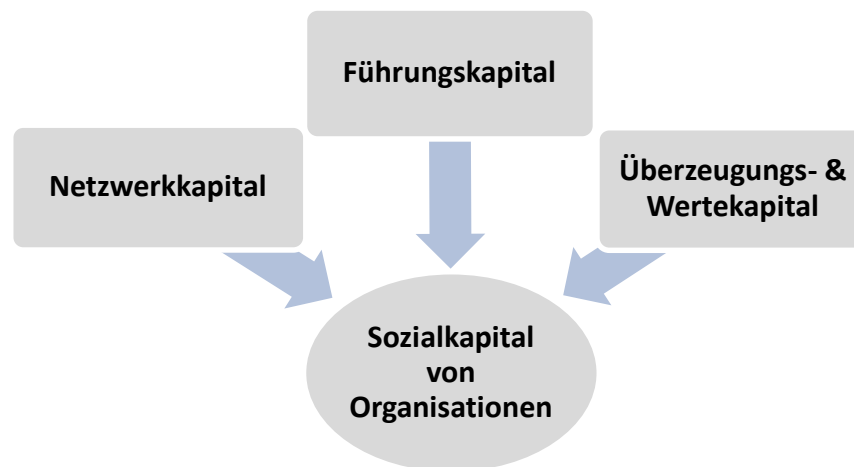 Führungskapital
Netzwerkkapital
Überzeugungs- &
Wertekapital
Sozialkapital
von
Organisationen